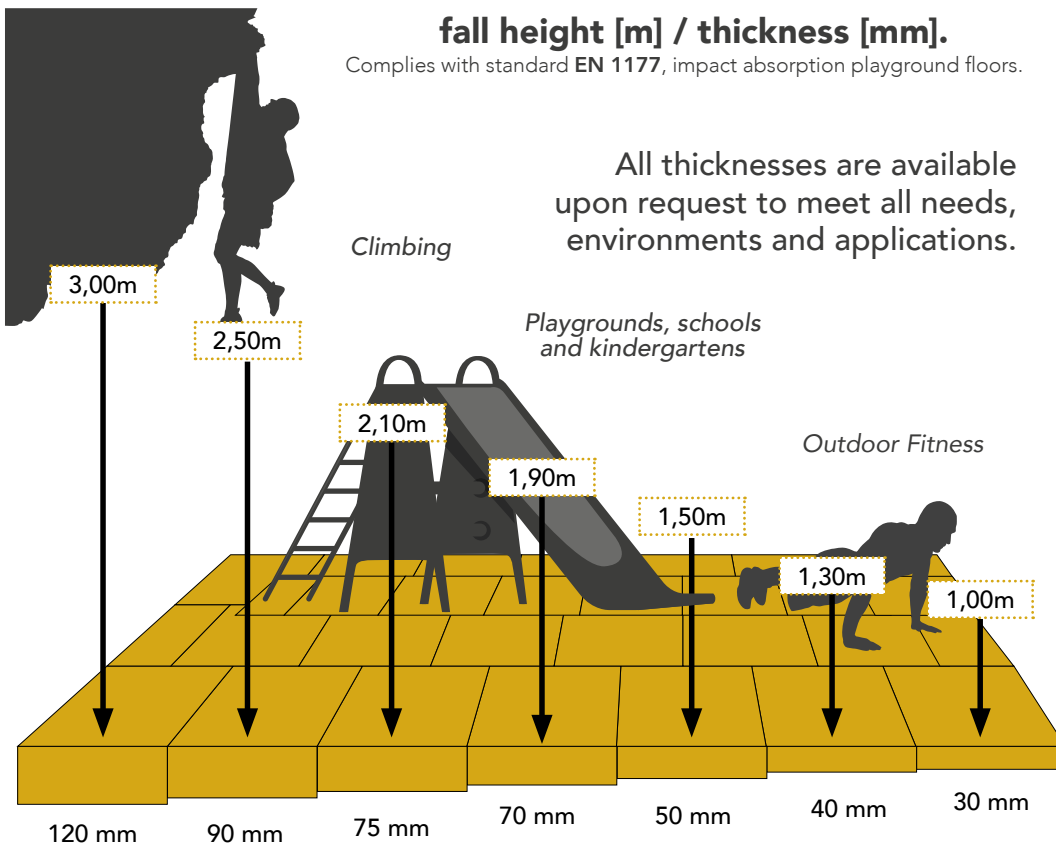 fall height [m] / thickness [mm].
Complies with standard EN 1177, impact absorption playground floors.
All thicknesses are available
upon request to meet all needs,
environments and applications.
Climbing
3,00m
2,50m
Playgrounds, schools
and kindergartens
2,10m
1,90m
Outdoor Fitness
1,50m
1,30m
1,00m
120 mm
90 mm
75 mm
70 mm
50 mm
40 mm
30 mm